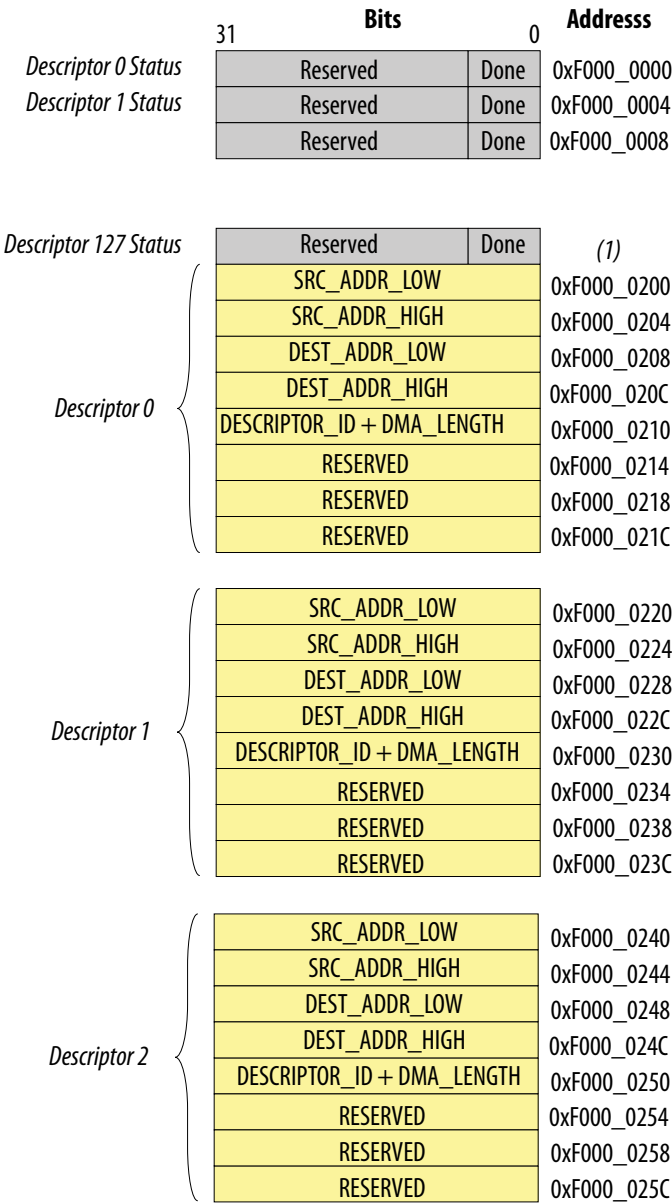 Bits Addresss
31 0
Descriptor 0 Status Reserved Done 0xF000_0000
Descriptor 1 Status Reserved Done 0xF000_0004
Reserved Done 0xF000_0008
Descriptor 127 Status Reserved Done (1)
SRC_ADDR_LOW 0xF000_0200
SRC_ADDR_HIGH 0xF000_0204
DEST_ADDR_LOW 0xF000_0208
DEST_ADDR_HIGH 0xF000_020C
Descriptor 0
DESCRIPTOR_ID + DMA_LENGTH 0xF000_0210
RESERVED 0xF000_0214
RESERVED 0xF000_0218
RESERVED 0xF000_021C
SRC_ADDR_LOW 0xF000_0220
SRC_ADDR_HIGH 0xF000_0224
DEST_ADDR_LOW 0xF000_0228
DEST_ADDR_HIGH 0xF000_022C
Descriptor 1
DESCRIPTOR_ID + DMA_LENGTH 0xF000_0230
RESERVED 0xF000_0234
RESERVED 0xF000_0238
RESERVED 0xF000_023C
SRC_ADDR_LOW 0xF000_0240
SRC_ADDR_HIGH 0xF000_0244
DEST_ADDR_LOW 0xF000_0248
DEST_ADDR_HIGH 0xF000_024C
Descriptor 2
DESCRIPTOR_ID + DMA_LENGTH 0xF000_0250
RESERVED 0xF000_0254
RESERVED 0xF000_0258
RESERVED 0xF000_025C